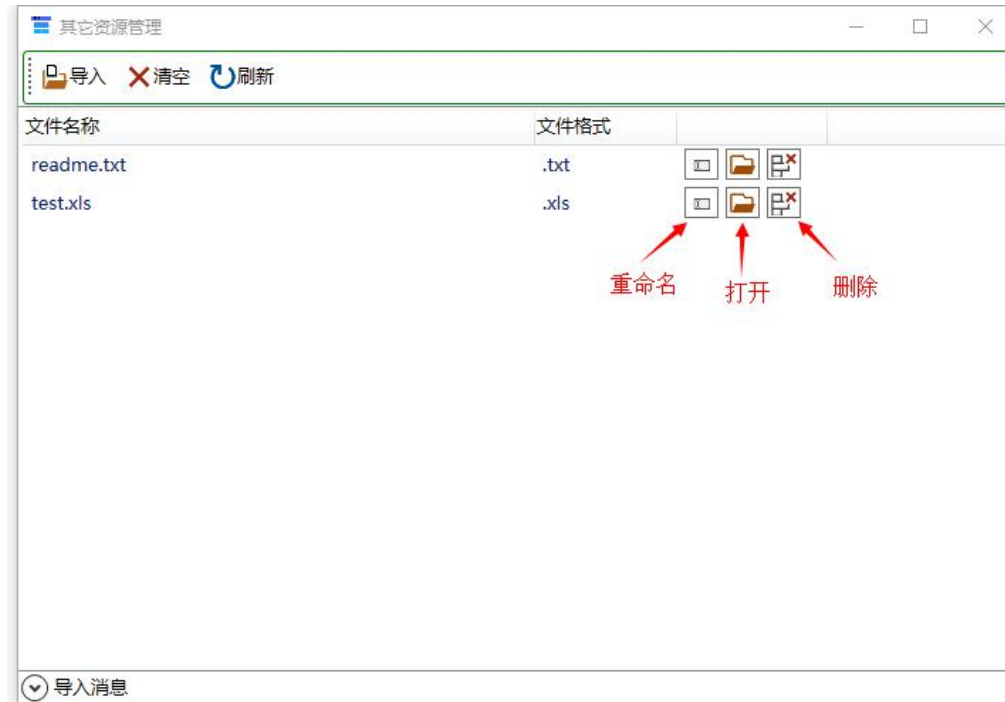 其它资源管理
导入 清空 刷新
文件名称 文件格式
readme.txt .txt
test.xls .xls
重命名 打开 删除
导入消息